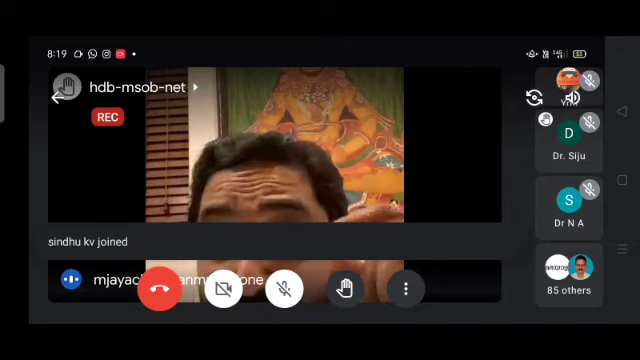 8:19
hdb-msob-net
REC
Dr. Siju
Dr N A
sindhu kv joined
85 others